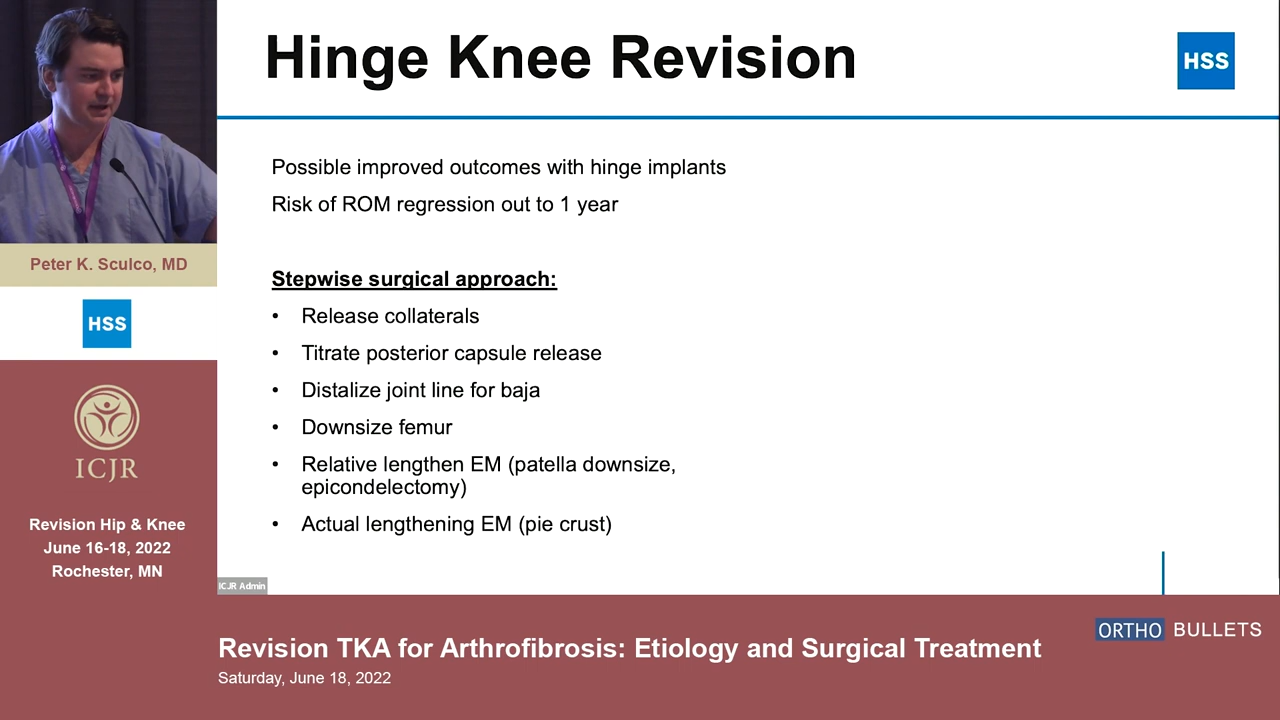 Hinge Knee Revision
HSS
Possible improved outcomes with hinge implants
Risk of ROM regression out to 1 year
Stepwise surgical approach:
• Release collaterals
• Titrate posterior capsule release
• Distalize joint line for baja
• Downsize femur
• Relative lengthen EM (patella downsize,
epicondelectomy)
• Actual lengthening EM (pie crust)
Peter K. Sculco, MD
HSS
ICJR
Revision Hip & Knee
June 16-18, 2022
Rochester, MN
ICJR Admin
Revision TKA for Arthrofibrosis: Etiology and Surgical Treatment
Saturday, June 18, 2022
ORTHO BULLETS